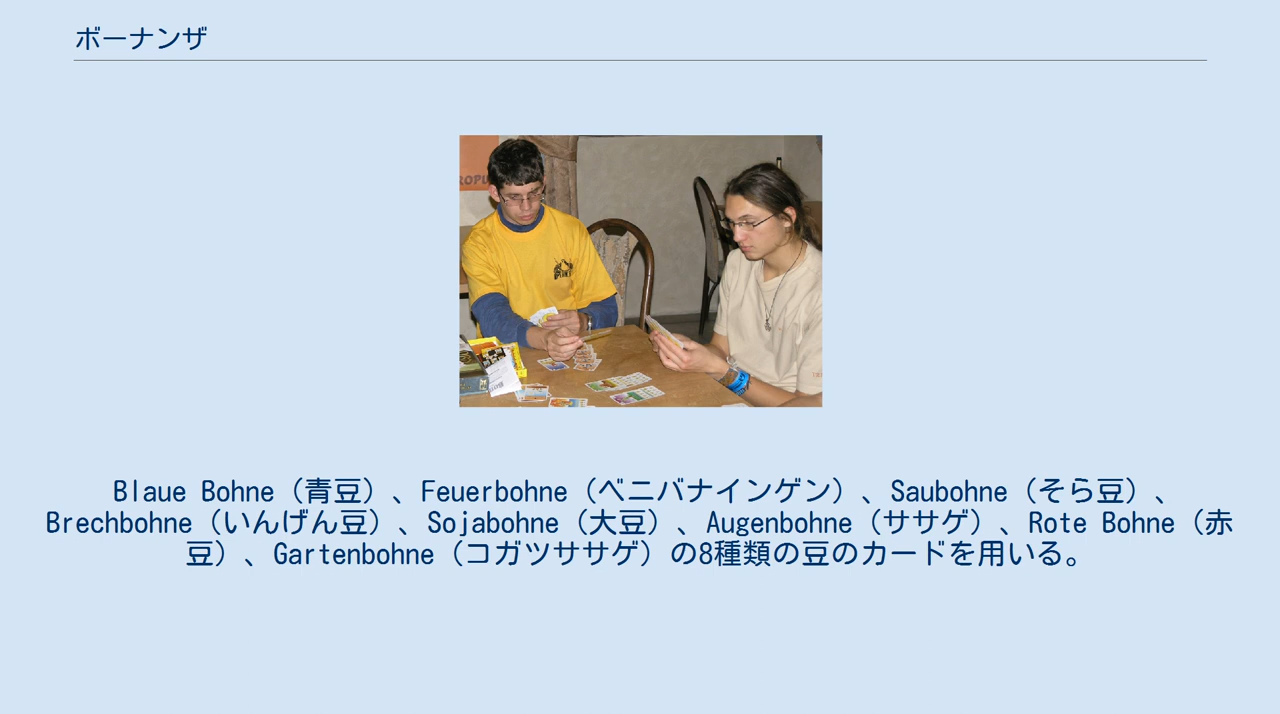 ボーナンザ
Blaue Bohne（青豆）、Feuerbohne（ベニバナインゲン）、Saubohne（そら豆）、
Brechbohne（いんげん豆）、Sojabohne（大豆）、Augenbohne（ササゲ）、Rote Bohne（赤
豆）、Gartenbohne（コガツササゲ）の8種類の豆のカードを用いる。